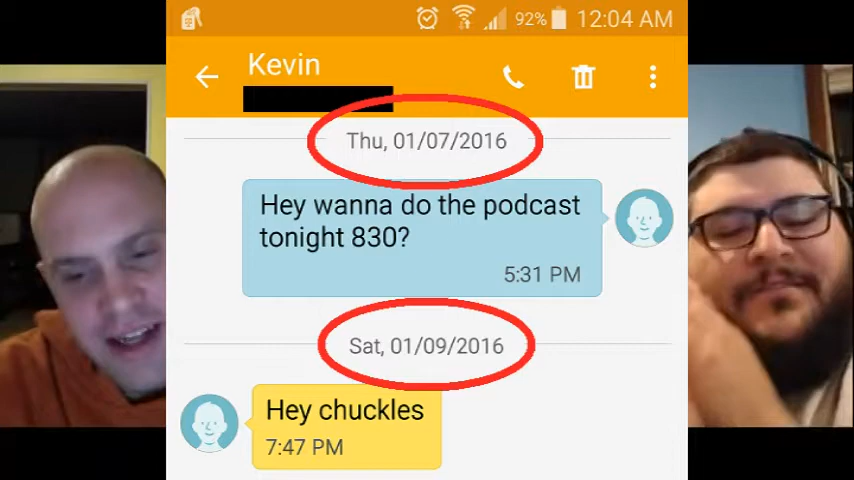 92% 12:04 AM
Kevin
Thu, 01/07/2016
Hey wanna do the podcast
tonight 830?
5:31 PM
Sat, 01/09/2016
Hey chuckles
7:47 PM